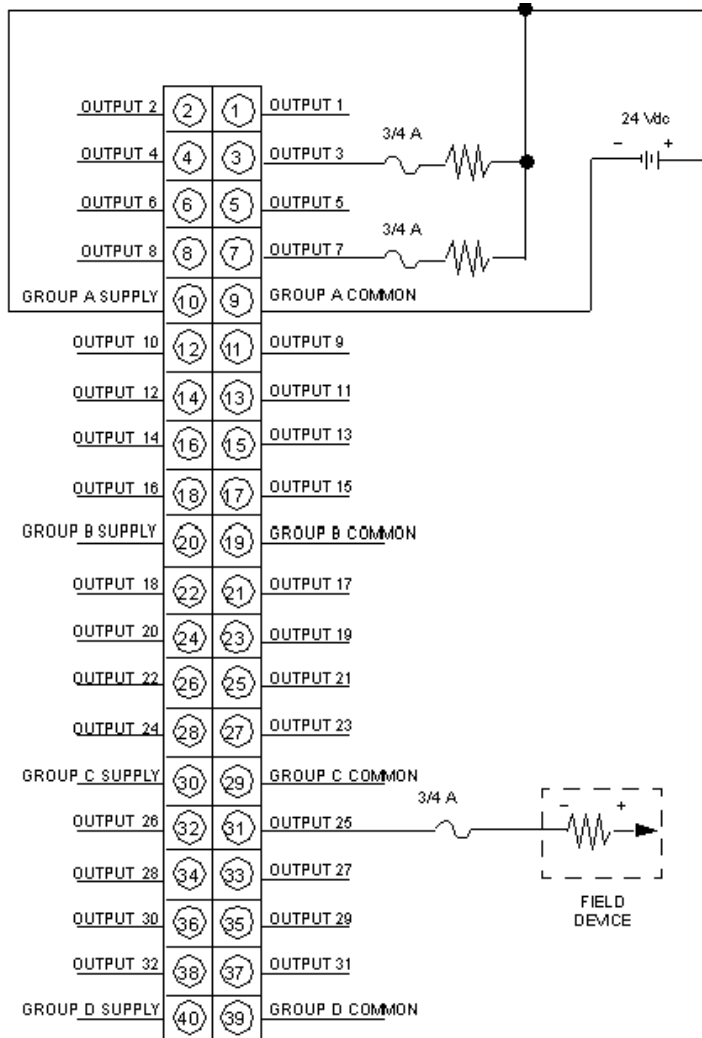 24 Vdc
- +
OUTPUT 2 2 1 OUTPUT 1
3/4 A
OUTPUT 4 4 3 OUTPUT 3
OUTPUT 6 6 5 OUTPUT 5
3/4 A
OUTPUT 8 8 7 OUTPUT 7
GROUP A SUPPLY 10 9 GROUP A COMMON
OUTPUT 10 12 11 OUTPUT 9
OUTPUT 12 14 13 OUTPUT 11
OUTPUT 14 16 15 OUTPUT 13
OUTPUT 16 18 17 OUTPUT 15
GROUP B SUPPLY 20 19 GROUP B COMMON
OUTPUT 18 22 21 OUTPUT 17
OUTPUT 20 24 23 OUTPUT 19
OUTPUT 22 26 25 OUTPUT 21
OUTPUT 24 28 27 OUTPUT 23
GROUP C SUPPLY 30 29 GROUP C COMMON
3/4 A
- +
OUTPUT 26 32 31 OUTPUT 25
OUTPUT 28 34 33 OUTPUT 27
FIELD
DEVICE
OUTPUT 30 36 35 OUTPUT 29
OUTPUT 32 38 37 OUTPUT 31
GROUP D SUPPLY 40 39 GROUP D COMMON